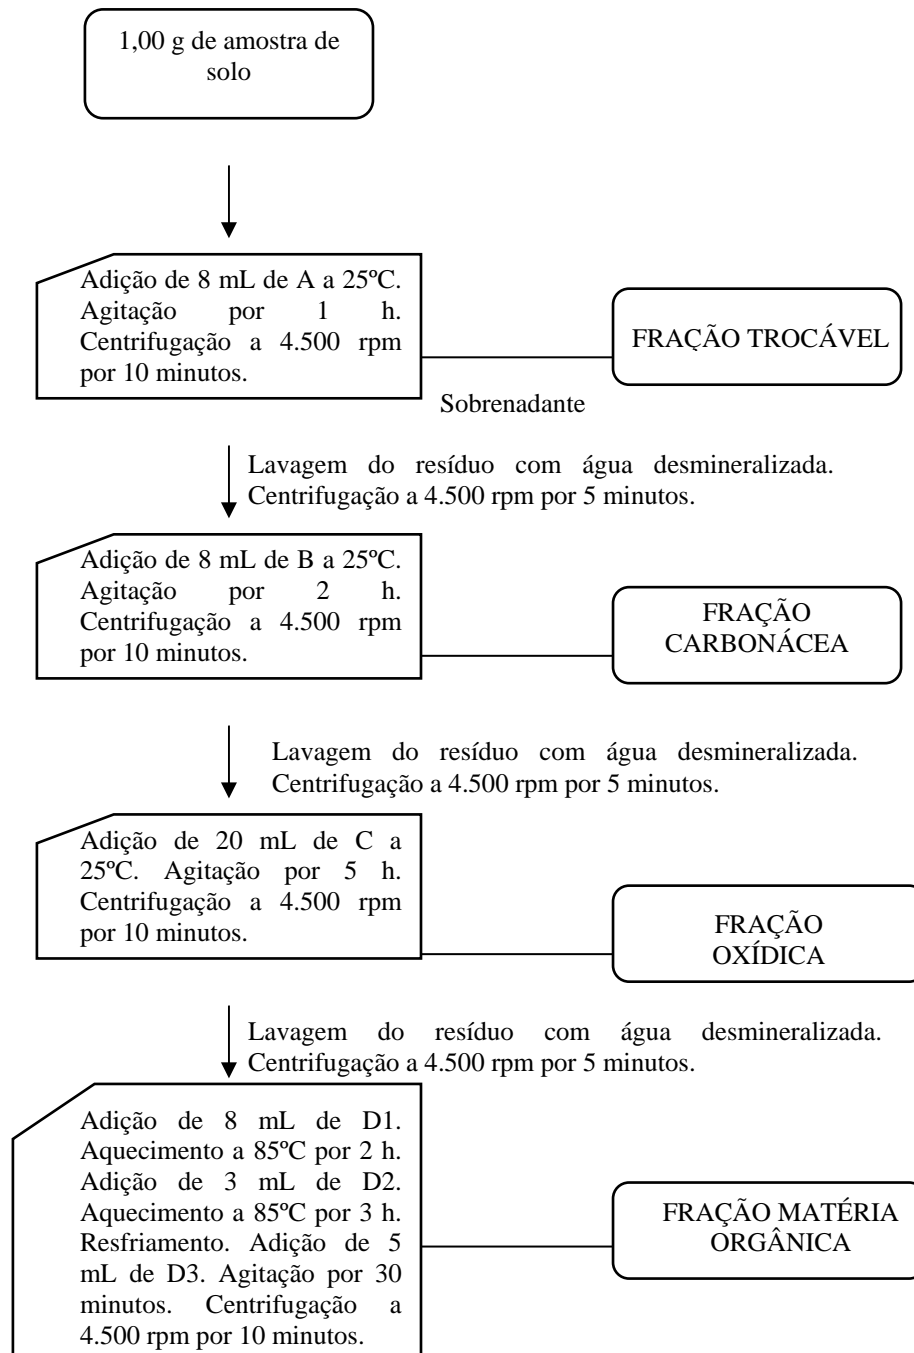 1,00 g de amostra de
solo
Adição de 8 mL de A a 25ºC.
Agitação por 1 h.
Centrifugação a 4.500 rpm
por 10 minutos.
FRAÇÃO TROCÁVEL
Sobrenadante
Lavagem do resíduo com água desmineralizada.
Centrifugação a 4.500 rpm por 5 minutos.
Adição de 8 mL de B a 25ºC.
Agitação por 2 h.
Centrifugação a 4.500 rpm
por 10 minutos.
FRAÇÃO
CARBONÁCEA
Lavagem do resíduo com água desmineralizada.
Centrifugação a 4.500 rpm por 5 minutos.
Adição de 20 mL de C a
25ºC. Agitação por 5 h.
Centrifugação a 4.500 rpm
por 10 minutos.
FRAÇÃO
OXÍDICA
Lavagem do resíduo com água desmineralizada.
Centrifugação a 4.500 rpm por 5 minutos.
Adição de 8 mL de D1.
Aquecimento a 85ºC por 2 h.
Adição de 3 mL de D2.
Aquecimento a 85ºC por 3 h.
Resfriamento. Adição de 5
mL de D3. Agitação por 30
minutos. Centrifugação a
4.500 rpm por 10 minutos.
FRAÇÃO MATÉRIA
ORGÂNICA